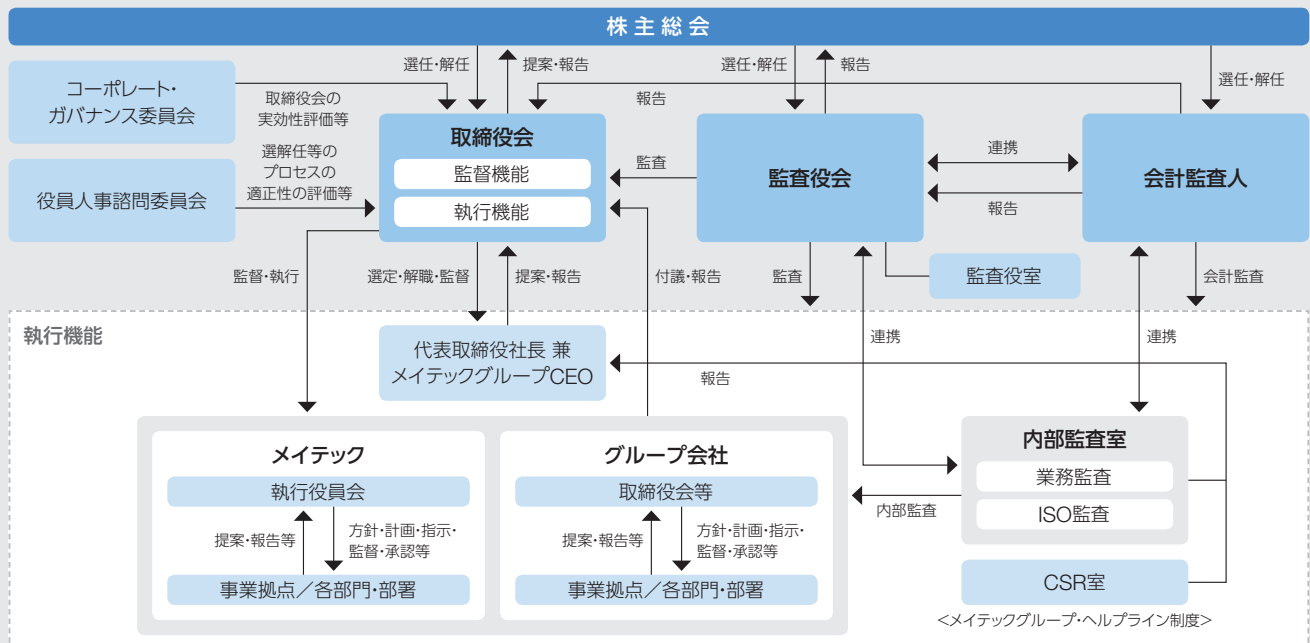 株主総会
コーポレート・
ガバナンス委員会
取締役会の
実効性評価等
選任・解任
提案・報告
選任・解任
報告
選任・解任
報告
役員人事諮問委員会
選解任等の
プロセスの
適正性の評価等
取締役会
監督機能
執行機能
監査
監査役会
連携
報告
会計監査人
監督・執行
選定・解職・監督
提案・報告
付議・報告
監査
監査役室
会計監査
執行機能
代表取締役社長 兼
メイテックグループCEO
連携
連携
報告
メイテック
執行役員会
提案・報告等
方針・計画・指示・
監督・承認等
事業拠点／各部門・部署
グループ会社
取締役会等
提案・報告等
方針・計画・指示・
監督・承認等
事業拠点／各部門・部署
内部監査
内部監査室
業務監査
ISO監査
CSR室
<メイテックグループ・ヘルプライン制度>